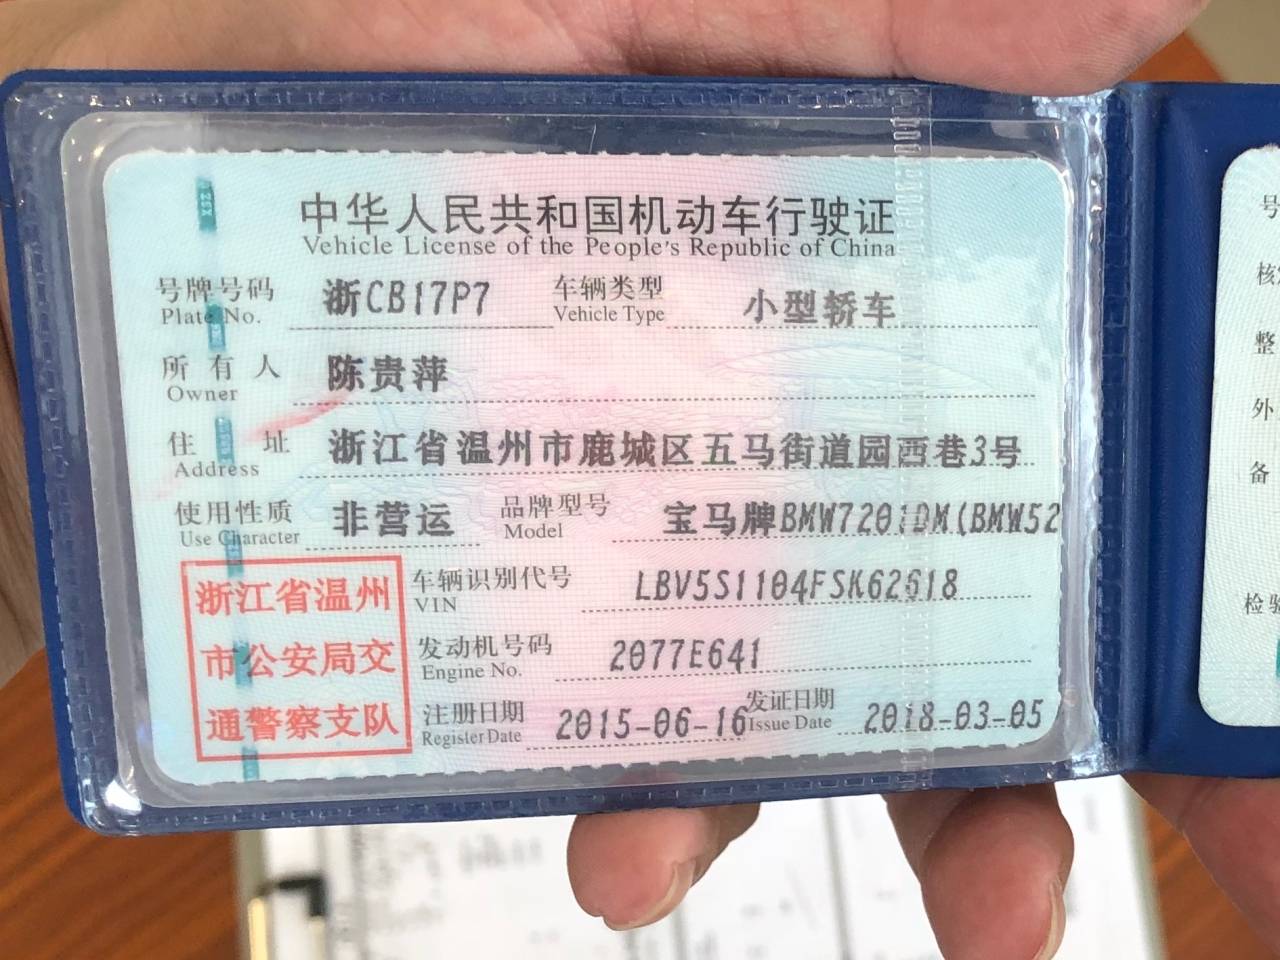 中华人民共和国机动车行驶证
Vehicle License of the People's Republic of China
号牌号码 浙CB17P7 车辆类型 小型轿车
Plate No. Vehicle Type
所有人 陈贵萍
Owner
住址 浙江省温州市鹿城区五马街道园西巷3号
Address
使用性质 非营运 品牌型号 宝马牌BMW7201DM(BMW52
Use Character Model
浙江省温州
市公安局交
通警察支队
车辆识别代号 LBV5S1104FSK62618
VIN
发动机号码 2077E641
Engine No.
注册日期 2015-06-16 发证日期 2018-03-05
Register Date Issue Date
号
核
整
外
备
检验